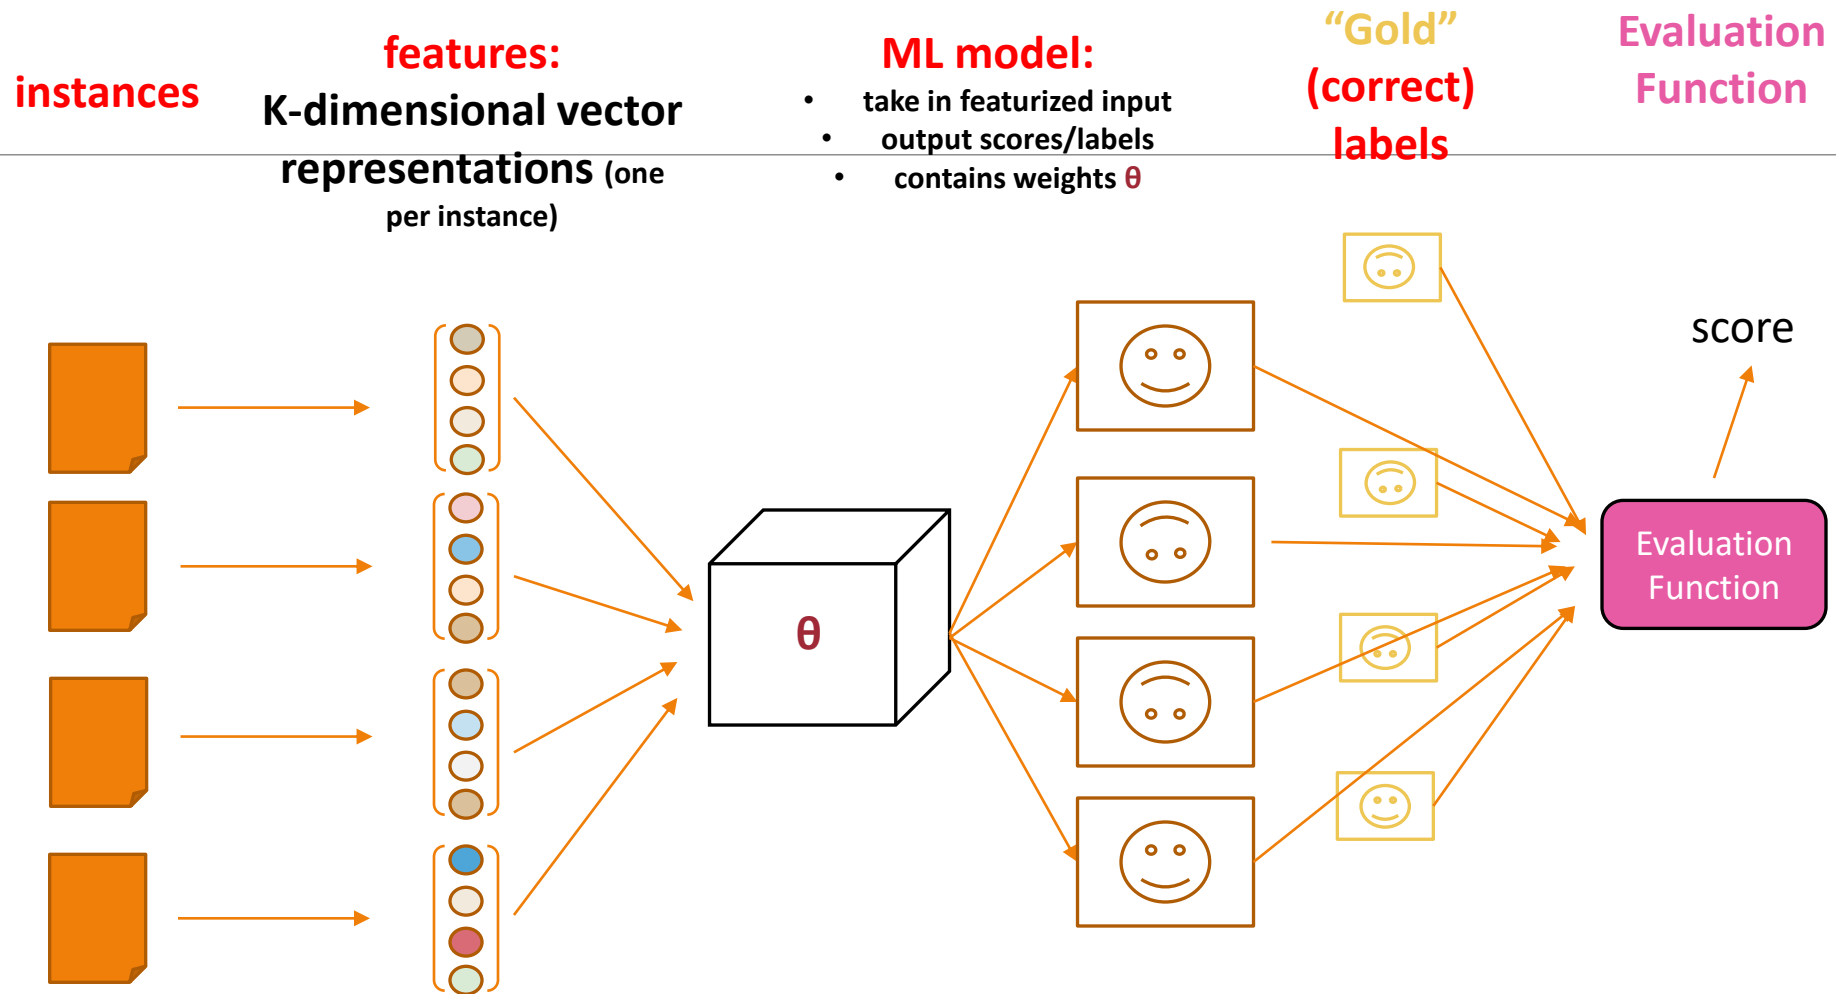 instances
features:
K-dimensional vector
representations (one
per instance)
ML model:
• take in featurized input
• output scores/labels
• contains weights θ
“Gold”
(correct)
labels
Evaluation
Function
θ
score
Evaluation
Function